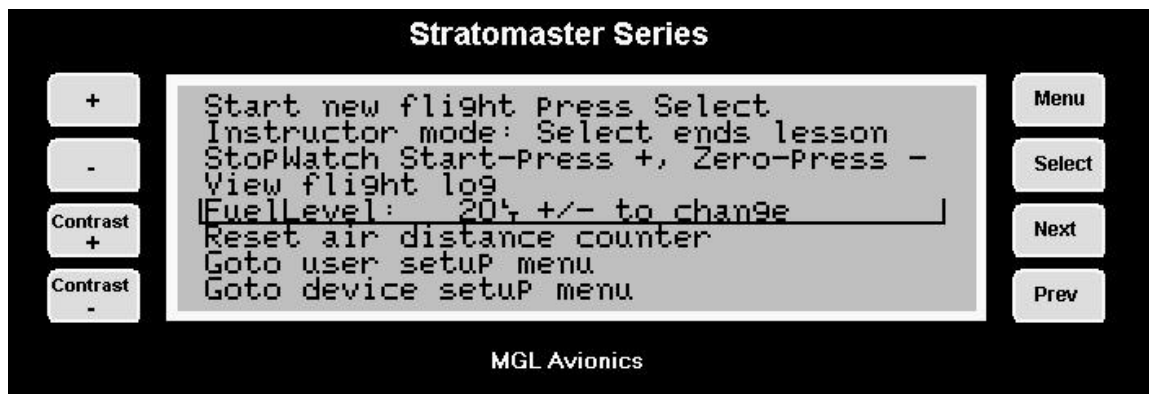 Stratomaster Series
+
-
Contrast +
Contrast -
Start new flight Press Select
Instructor mode: Select ends lesson
StopWatch Start-Press +, Zero-Press -
View flight log
FuelLevel: 20 +/- to change
Reset air distance counter
Goto user setup menu
Goto device setup menu
Menu
Select
Next
Prev
MGL Avionics